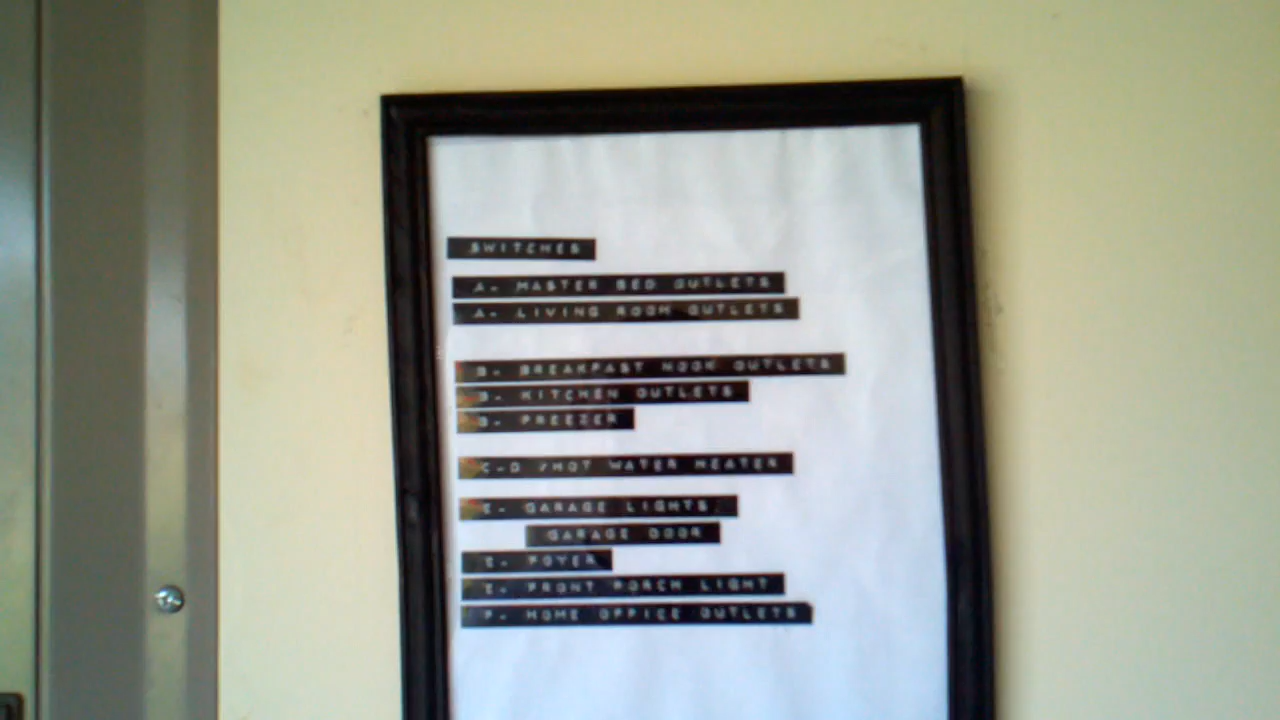 SWITCHES
A- MASTER BED OUTLETS
A- LIVING ROOM OUTLETS
B- BREAKFAST NOOK OUTLETS
B- KITCHEN OUTLETS
B- FREEZER
C-D /HOT WATER HEATER
E- GARAGE LIGHTS
GARAGE DOOR
E- FOYER
E- FRONT PORCH LIGHT
F- HOME OFFICE OUTLETS